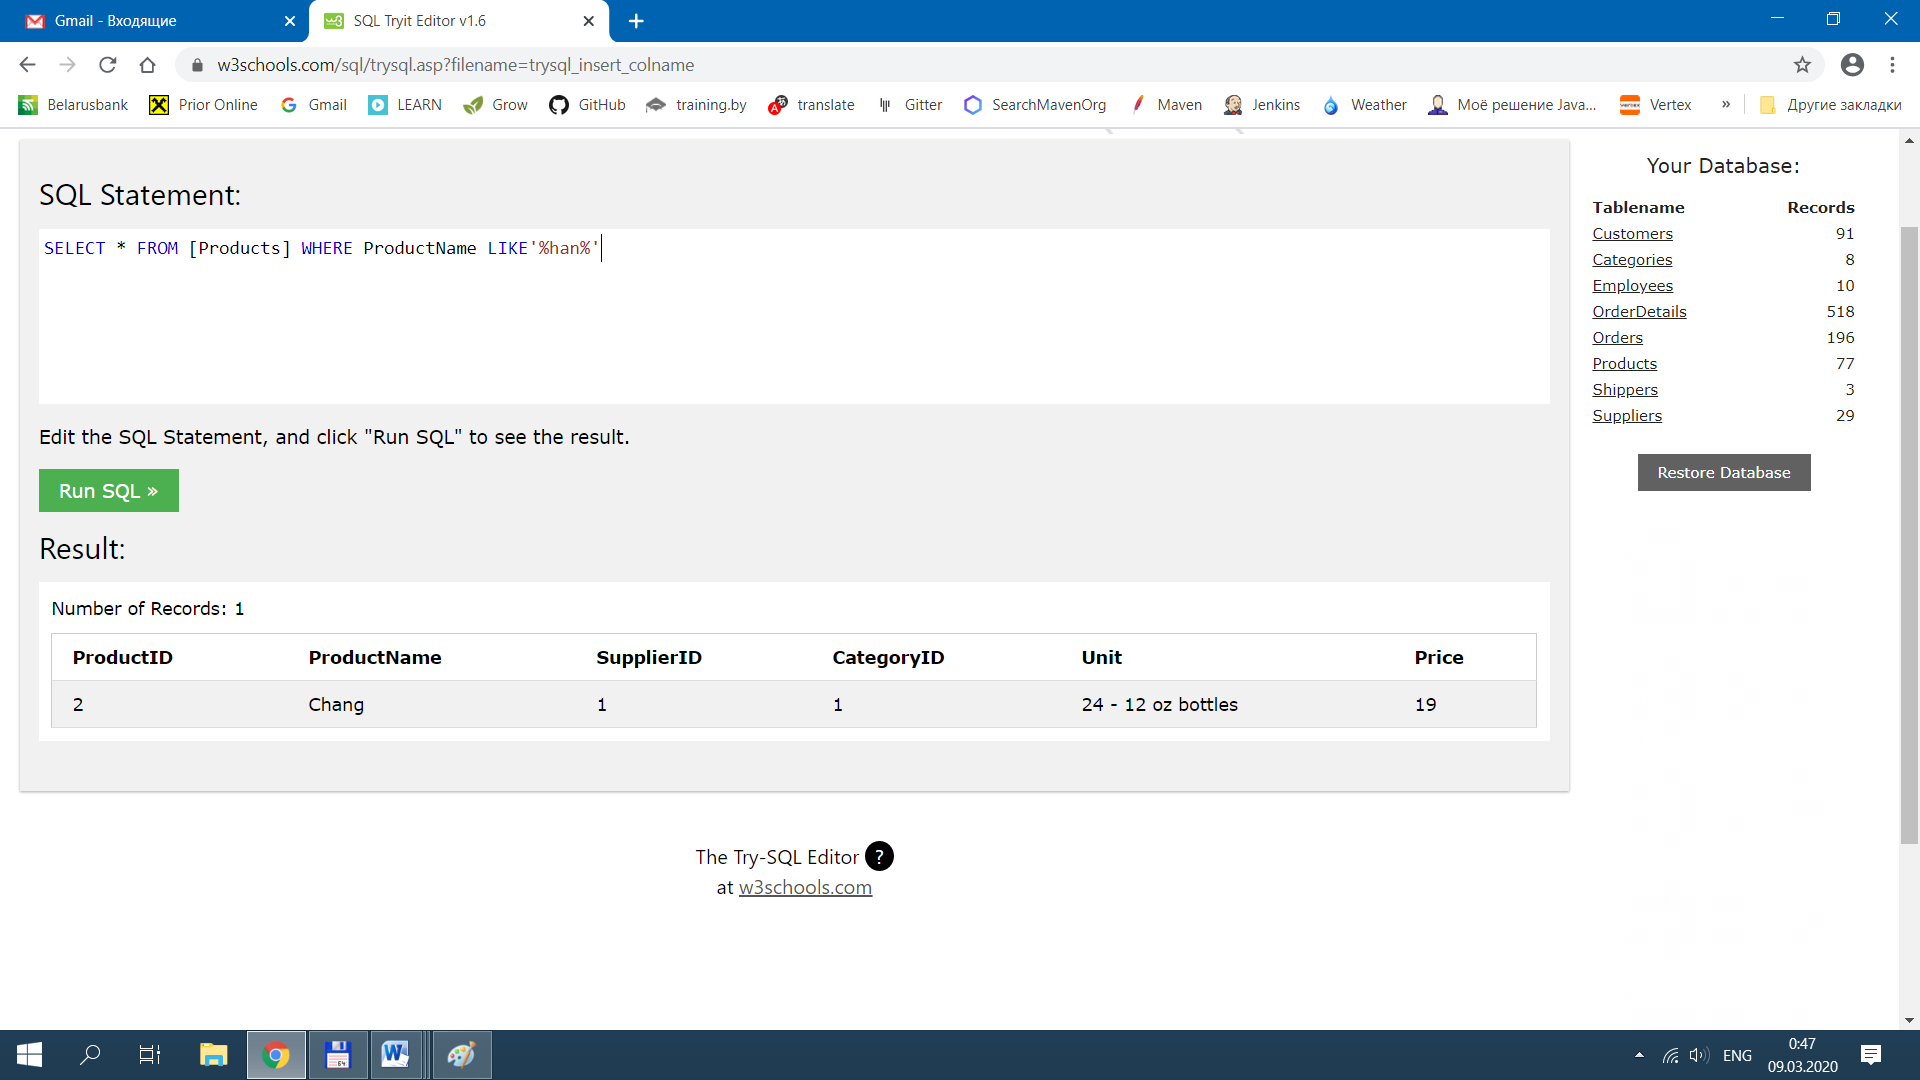 Gmail - Входящие
SQL Tryit Editor v1.6
w3schools.com/sql/trysql.asp?filename=trysql_insert_colname
Belarusbank Prior Online Gmail LEARN Grow GitHub training.by translate Gitter SearchMavenOrg Maven Jenkins Weather Моё решение Java... Vertex » Другие закладки
SQL Statement:
SELECT * FROM [Products] WHERE ProductName LIKE'%han%'
Edit the SQL Statement, and click "Run SQL" to see the result.
Run SQL »
Result:
Number of Records: 1
ProductID ProductName SupplierID CategoryID Unit Price
2 Chang 1 1 24 - 12 oz bottles 19
The Try-SQL Editor ?
at w3schools.com
Your Database:
Tablename Records
Customers 91
Categories 8
Employees 10
OrderDetails 518
Orders 196
Products 77
Shippers 3
Suppliers 29
Restore Database
ENG
0:47
09.03.2020